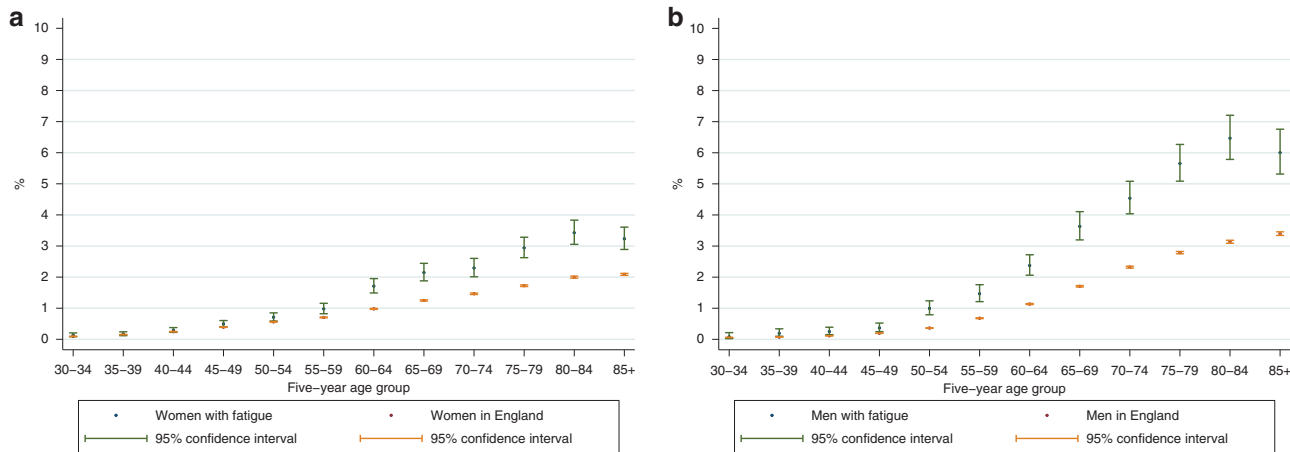 a
10
9
8
7
6
5
4
3
2
1
0
%
30–34 35–39 40–44 45–49 50–54 55–59 60–64 65–69 70–74 75–79 80–84 85+
Five–year age group
Women with fatigue Women in England
95% confidence interval 95% confidence interval
b
10
9
8
7
6
5
4
3
2
1
0
%
30–34 35–39 40–44 45–49 50–54 55–59 60–64 65–69 70–74 75–79 80–84 85+
Five–year age group
Men with fatigue Men in England
95% confidence interval 95% confidence interval